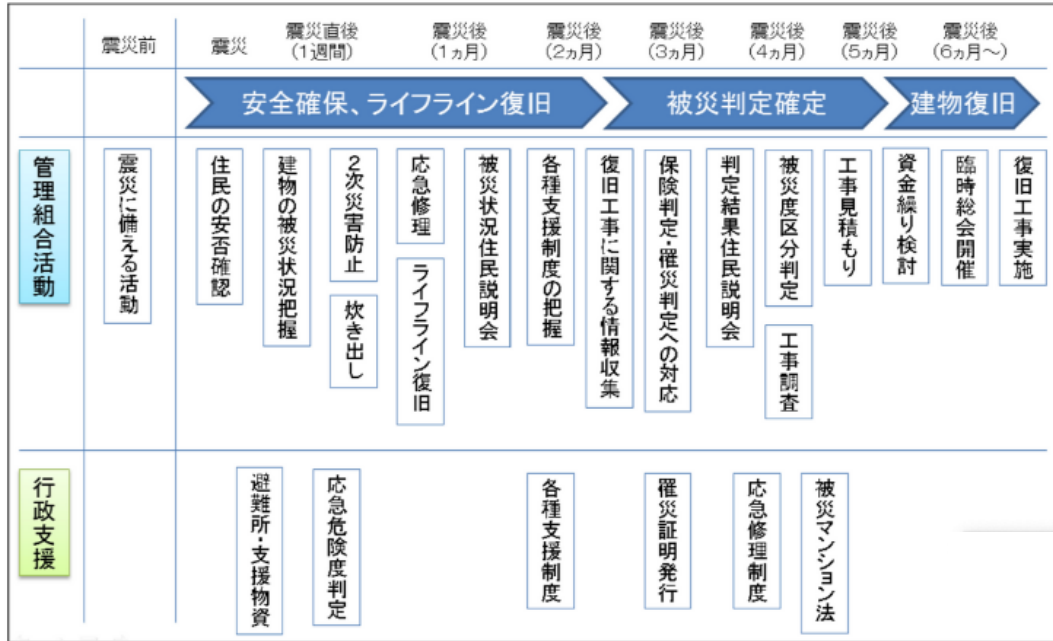 震災前
震災
震災直後
(1週間)
震災後
(1ヵ月)
震災後
(2ヵ月)
震災後
(3ヵ月)
震災後
(4ヵ月)
震災後
(5ヵ月)
震災後
(6ヵ月～)
安全確保、ライフライン復旧
被災判定確定
建物復旧
管理組合活動
震災に備える活動
住民の安否確認
建物の被災状況把握
2次災害防止
炊き出し
応急修理
ライフライン復旧
被災状況住民説明会
各種支援制度の把握
復旧工事に関する情報収集
保険判定・罹災判定への対応
判定結果住民説明会
被災度区分判定
工事調査
工事見積もり
資金繰り検討
臨時総会開催
復旧工事実施
行政支援
避難所・支援物資
応急危険度判定
各種支援制度
罹災証明発行
応急修理制度
被災マンション法